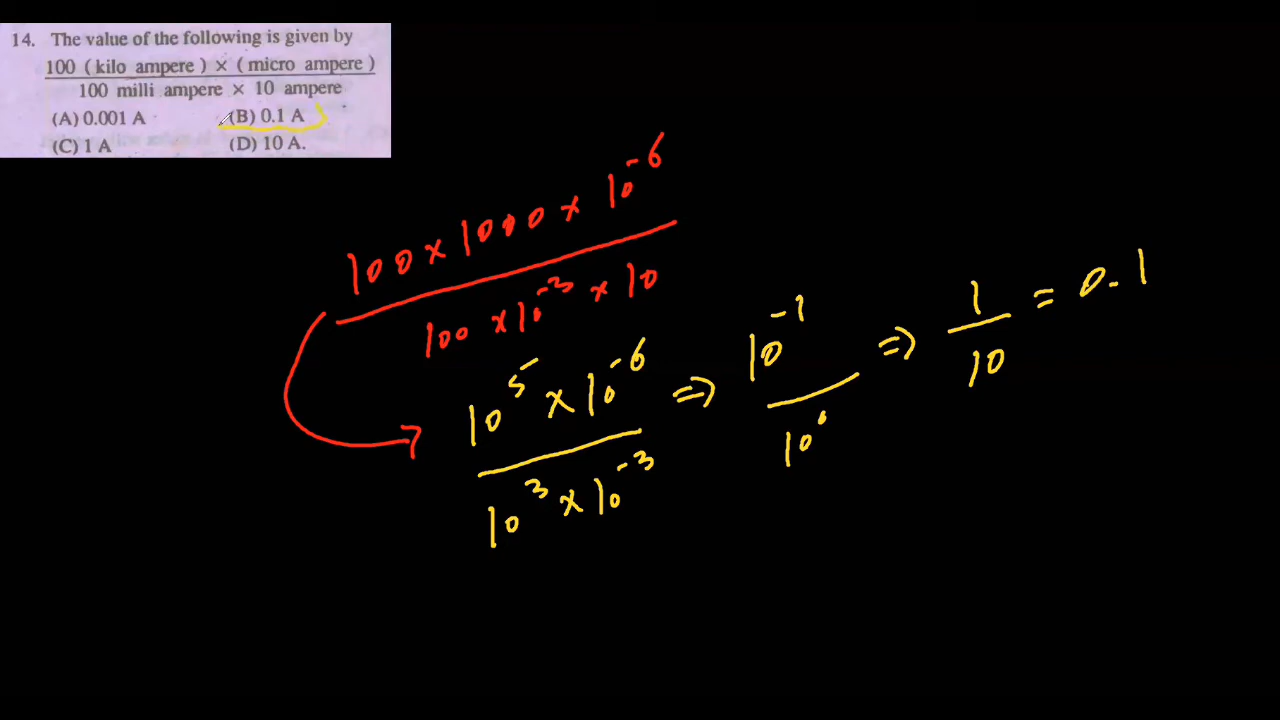 14. The value of the following is given by
100 ( kilo ampere ) × ( micro ampere )
100 milli ampere × 10 ampere
(A) 0.001 A (B) 0.1 A
(C) 1 A (D) 10 A.
100 × 1000 × 10⁻⁶
100 × 10⁻³ × 10
10⁵ × 10⁻⁶ ⇒ 10⁻¹ ⇒ 1 = 0.1
10³ × 10⁻³ 10⁰ 10